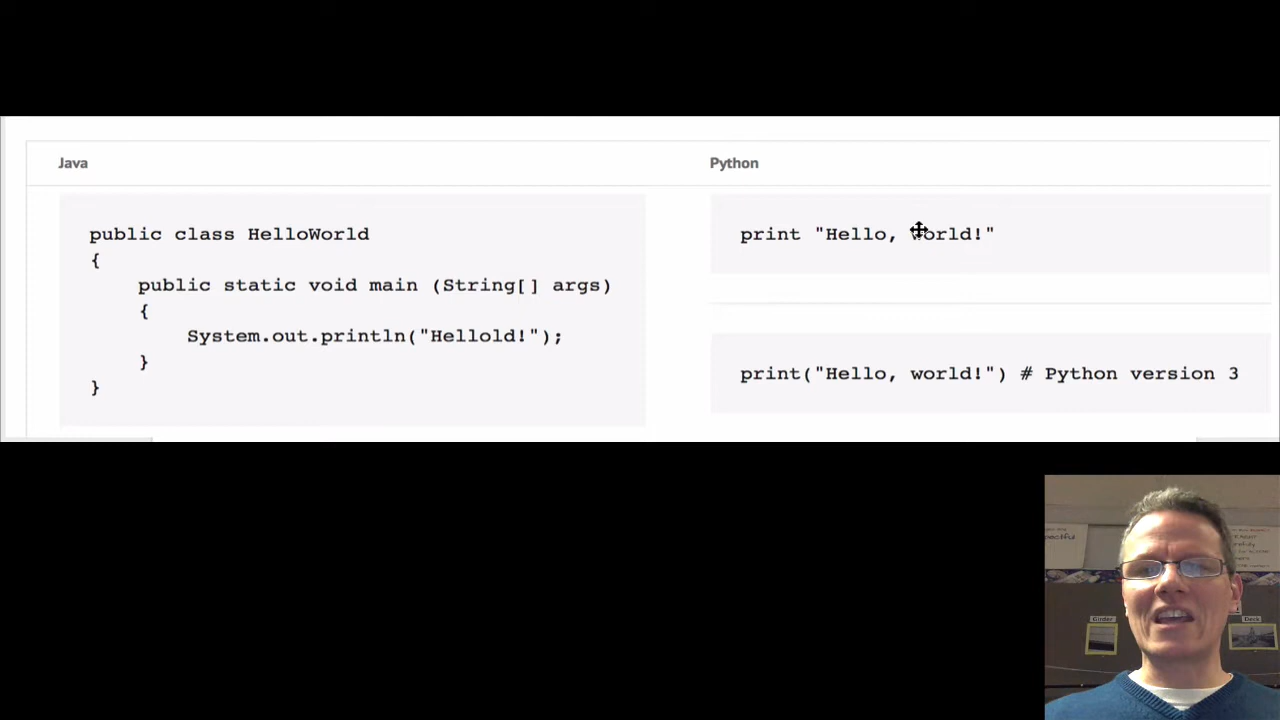 Java
Python
public class HelloWorld
{
public static void main (String[] args)
{
System.out.println("Hellold!");
}
}
print "Hello, world!"
print("Hello, world!") # Python version 3
Girder